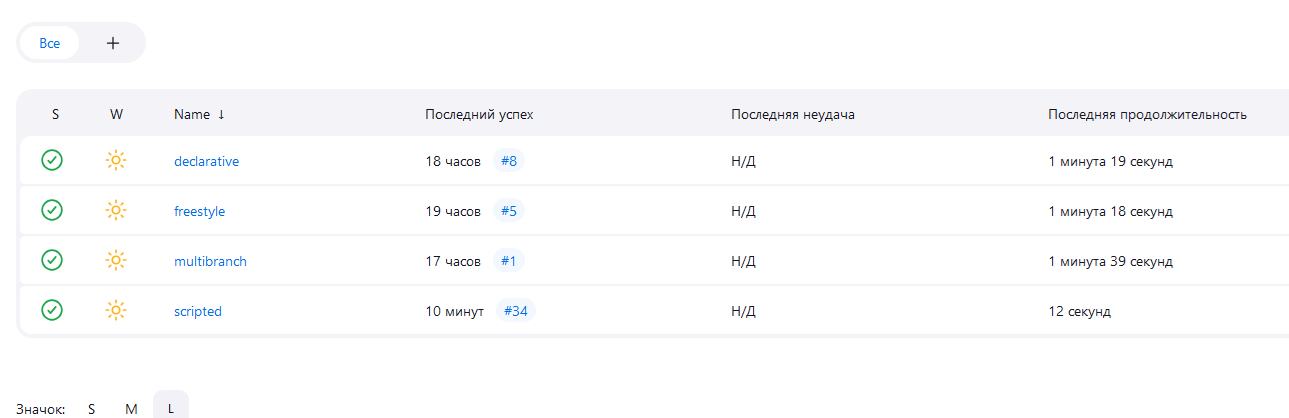 Все +
S W Name ↓ Последний успех Последняя неудача Последняя продолжительность
declarative 18 часов #8 Н/Д 1 минута 19 секунд
freestyle 19 часов #5 Н/Д 1 минута 18 секунд
multibranch 17 часов #1 Н/Д 1 минута 39 секунд
scripted 10 минут #34 Н/Д 12 секунд
Значок: S M L